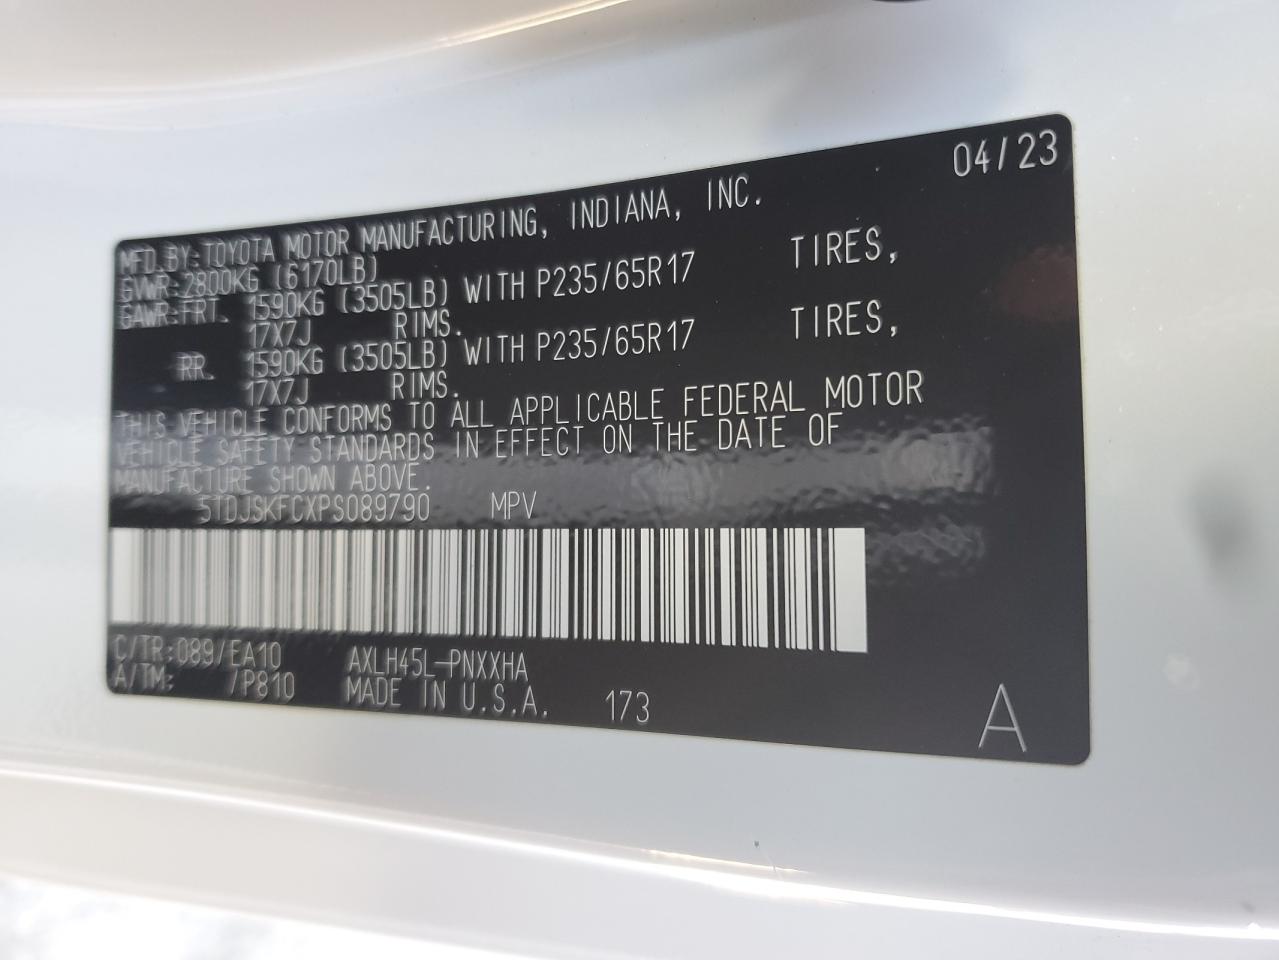 04/23
MFD.BY:TOYOTA MOTOR MANUFACTURING, INDIANA, INC.
GVWR:2800KG (6170LB)
GAWR:FRT. 1590KG (3505LB) WITH P235/65R17 TIRES,
17X7J RIMS.
RR. 1590KG (3505LB) WITH P235/65R17 TIRES,
17X7J RIMS.
THIS VEHICLE CONFORMS TO ALL APPLICABLE FEDERAL MOTOR
VEHICLE SAFETY STANDARDS IN EFFECT ON THE DATE OF
MANUFACTURE SHOWN ABOVE.
5TDJSKFCXPS089790 MPV
C/TR:089/EA10 AXLH45L-PNXXHA
A/TM: /P810 MADE IN U.S.A. 173
A